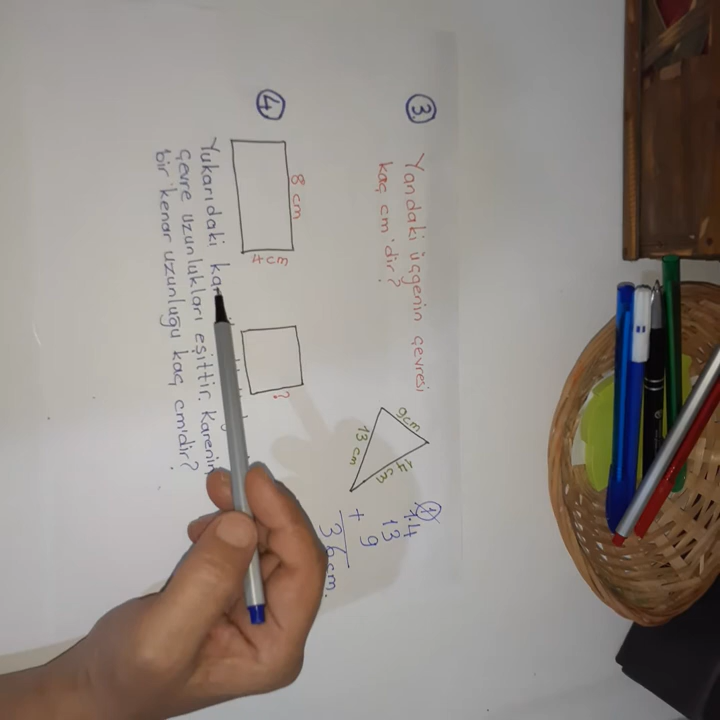 3. Yandaki üçgenin çevresi
kaç cm'dir?
9cm
14 cm
13 cm
1
14
13
+ 9
36 cm.
4.
8 cm
4 cm
?
Yukarıdaki
çevre uzunlukları eşittir. Karenin
bir kenar uzunluğu kaç cm'dir?